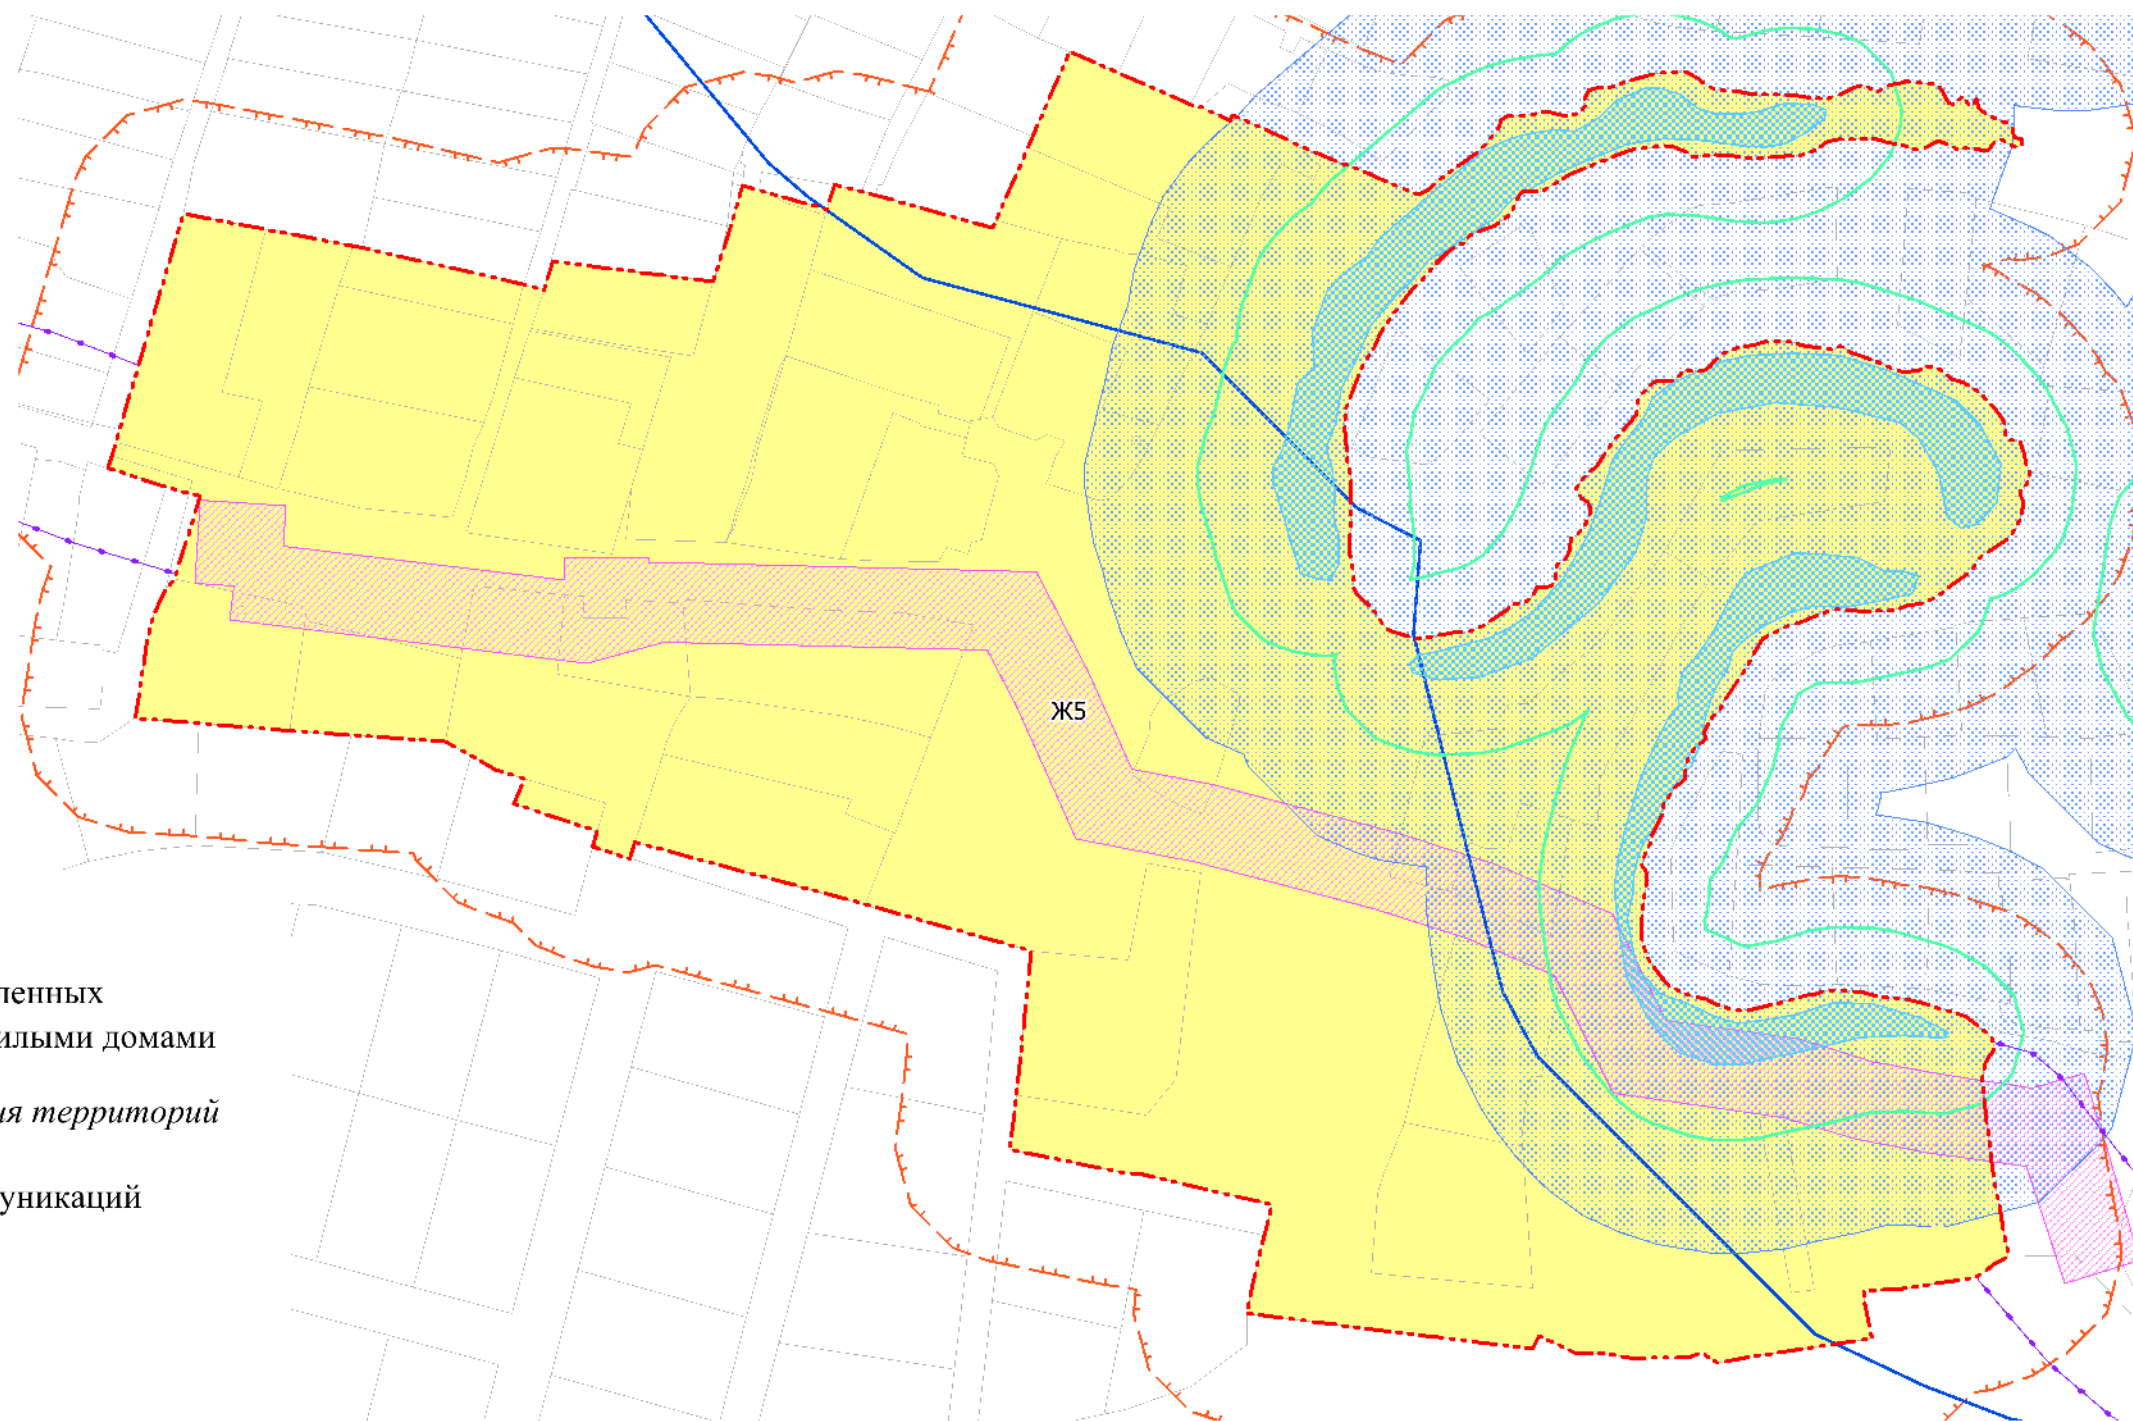 Ж5
ленных
илыми домами
ия территорий
уникаций